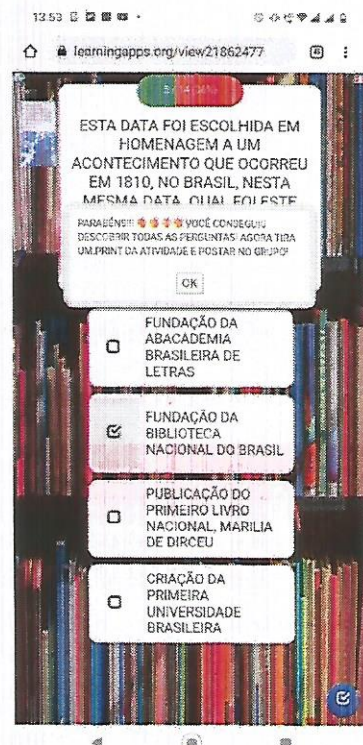 13:53
learningapps.org/view21862477
ESTA DATA FOI ESCOLHIDA EM
HOMENAGEM A UM
ACONTECIMENTO QUE OCORREU
EM 1810, NO BRASIL, NESTA
MESMA DATA. QUAL FOI ESTE
PARABÉNS!!! VOCÊ CONSEGUIU
DESCOBRIR TODAS AS PERGUNTAS! AGORA TIRA
UM PRINT DA ATIVIDADE E POSTAR NO GRUPO!
OK
FUNDAÇÃO DA
ABACADEMIA
BRASILEIRA DE
LETRAS
FUNDAÇÃO DA
BIBLIOTECA
NACIONAL DO BRASIL
PUBLICAÇÃO DO
PRIMEIRO LIVRO
NACIONAL, MARILIA
DE DIRCEU
CRIAÇÃO DA
PRIMEIRA
UNIVERSIDADE
BRASILEIRA